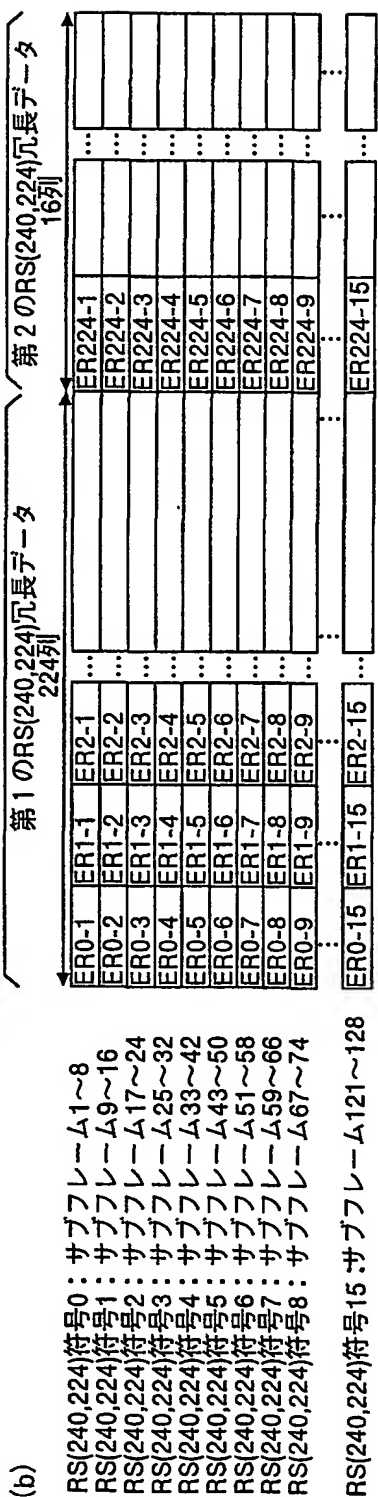 (b)
第1のRS(240,224)冗長データ 第2のRS(240,224)冗長データ
224列 16列
RS(240,224)符号0：サブフレーム1～8 ER0-1 ER1-1 ER2-1 … ER224-1 …
RS(240,224)符号1：サブフレーム9～16 ER0-2 ER1-2 ER2-2 … ER224-2 …
RS(240,224)符号2：サブフレーム17～24 ER0-3 ER1-3 ER2-3 … ER224-3 …
RS(240,224)符号3：サブフレーム25～32 ER0-4 ER1-4 ER2-4 … ER224-4 …
RS(240,224)符号4：サブフレーム33～42 ER0-5 ER1-5 ER2-5 … ER224-5 …
RS(240,224)符号5：サブフレーム43～50 ER0-6 ER1-6 ER2-6 … ER224-6 …
RS(240,224)符号6：サブフレーム51～58 ER0-7 ER1-7 ER2-7 … ER224-7 …
RS(240,224)符号7：サブフレーム59～66 ER0-8 ER1-8 ER2-8 … ER224-8 …
RS(240,224)符号8：サブフレーム67～74 ER0-9 ER1-9 ER2-9 … ER224-9 …
RS(240,224)符号15：サブフレーム121～128 ER0-15 ER1-15 ER2-15 … ER224-15 …